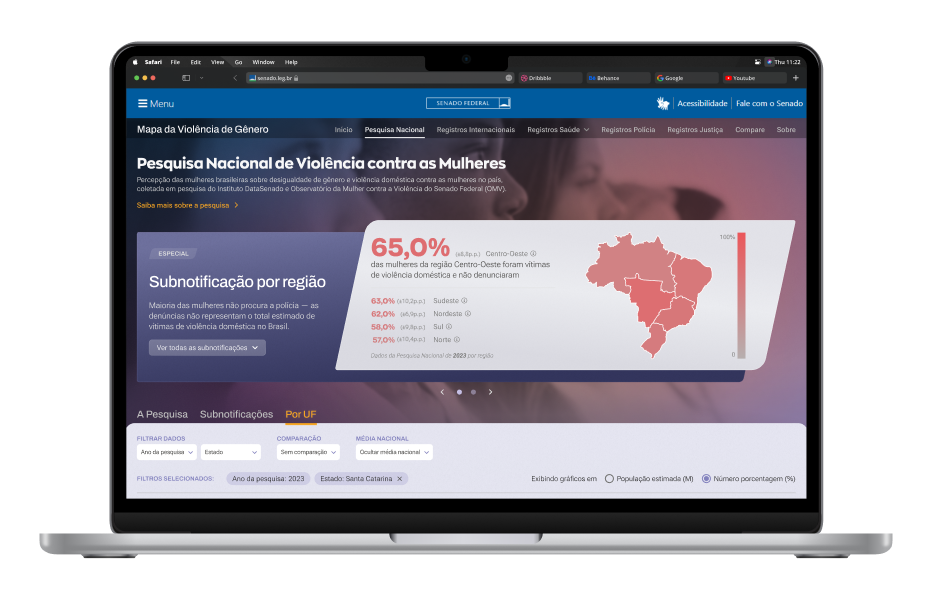 Safari File Edit View Go Window Help Thu 11:22
senado.leg.br Dribbble Behance Google Youtube
Menu SENADO FEDERAL Acessibilidade Fale com o Senado
Mapa da Violência de Gênero Início Pesquisa Nacional Registros Internacionais Registros Saúde Registros Polícia Registros Justiça Compare Sobre
Pesquisa Nacional de Violência contra as Mulheres
Percepção das mulheres brasileiras sobre desigualdade de gênero e violência doméstica contra as mulheres no país,
coletada em pesquisa do Instituto DataSenado e Observatório da Mulher contra a Violência do Senado Federal (OMV).
Saiba mais sobre a pesquisa
ESPECIAL
Subnotificação por região
Maioria das mulheres não procura a polícia — as
denúncias não representam o total estimado de
vítimas de violência doméstica no Brasil.
Ver todas as subnotificações
65,0% Centro-Oeste
das mulheres da região Centro-Oeste foram vítimas
de violência doméstica e não denunciaram
63,0% (±10,2p.p.) Sudeste
62,0% (±6,9p.p.) Nordeste
58,0% (±9,8p.p.) Sul
57,0% (±10,4p.p.) Norte
Dados da Pesquisa Nacional de 2023 por região
100%
0
A Pesquisa Subnotificações Por UF
FILTRAR DADOS COMPARAÇÃO MÉDIA NACIONAL
Ano da pesquisa Estado Sem comparação Ocultar média nacional
FILTROS SELECIONADOS: Ano da pesquisa: 2023 Estado: Santa Catarina Exibindo gráficos em População estimada (M) Número porcentagem (%)